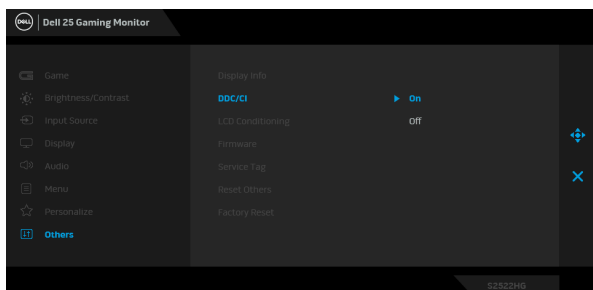 DELL Dell 25 Gaming Monitor
Game
Brightness/Contrast
Input Source
Display
Audio
Menu
Personalize
Others
Display Info
DDC/CI On
LCD Conditioning Off
Firmware
Service Tag
Reset Others
Factory Reset
S2522HG